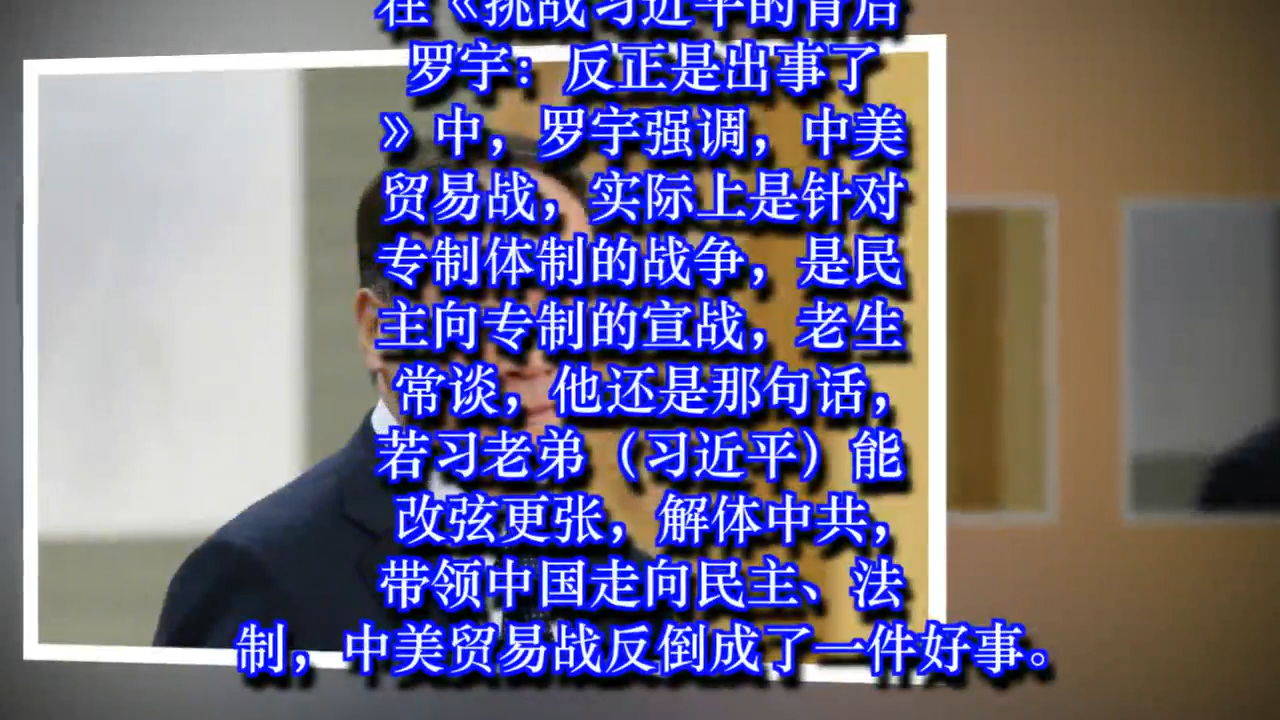 在《挑战习近平的背后
罗宇：反正是出事了
》中，罗宇强调，中美
贸易战，实际上是针对
专制体制的战争，是民
主向专制的宣战，老生
常谈，他还是那句话，
若习老弟（习近平）能
改弦更张，解体中共，
带领中国走向民主、法
制，中美贸易战反倒成了一件好事。